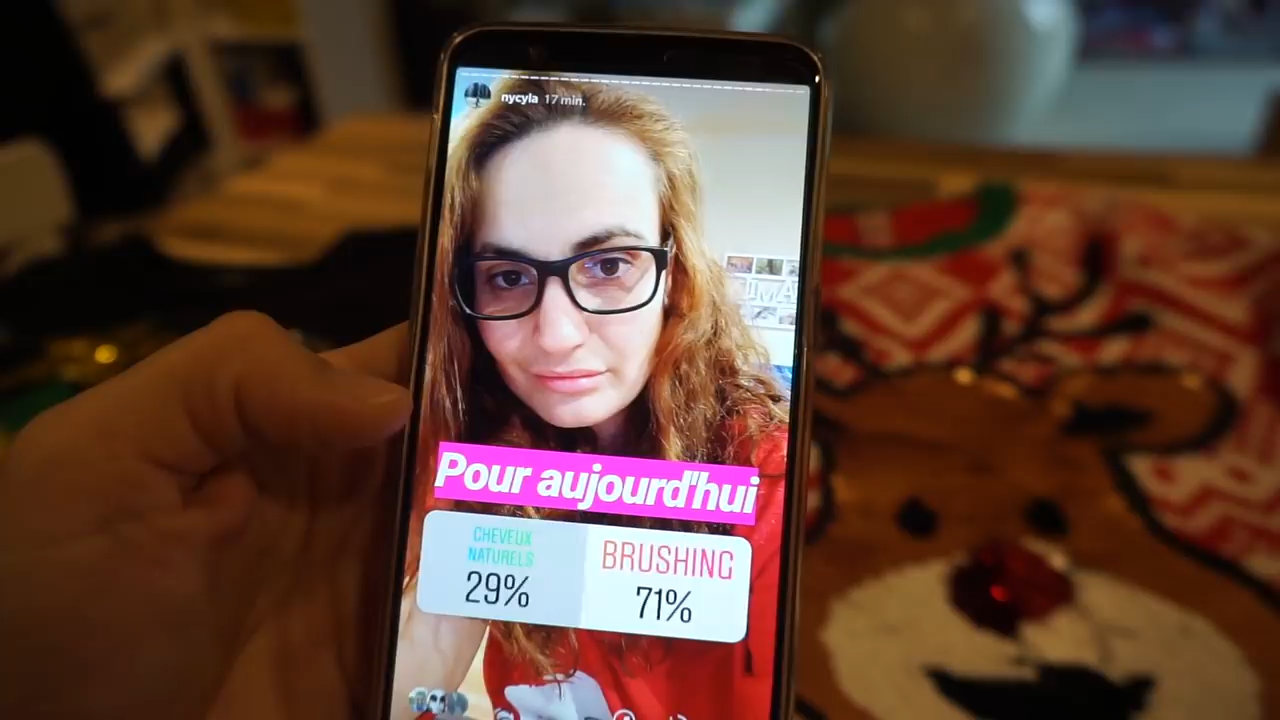 nycyla 17 min.
Pour aujourd'hui
CHEVEUX
NATURELS
29%
BRUSHING
71%